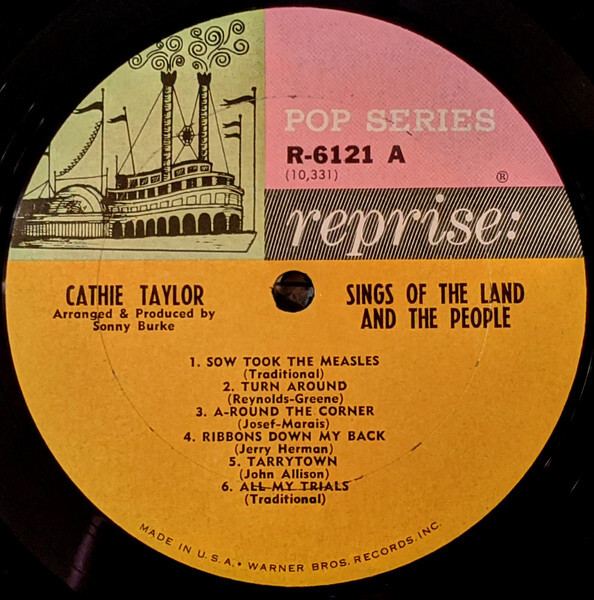 POP SERIES
R-6121 A
(10,331)
®
reprise:
CATHIE TAYLOR
Arranged & Produced by
Sonny Burke
SINGS OF THE LAND
AND THE PEOPLE
1. SOW TOOK THE MEASLES
(Traditional)
2. TURN AROUND
(Reynolds-Greene)
3. A-ROUND THE CORNER
(Josef-Marais)
4. RIBBONS DOWN MY BACK
(Jerry Herman)
5. TARRYTOWN
(John Allison)
6. ALL MY TRIALS
(Traditional)
MADE IN U.S.A. • WARNER BROS. RECORDS, INC.